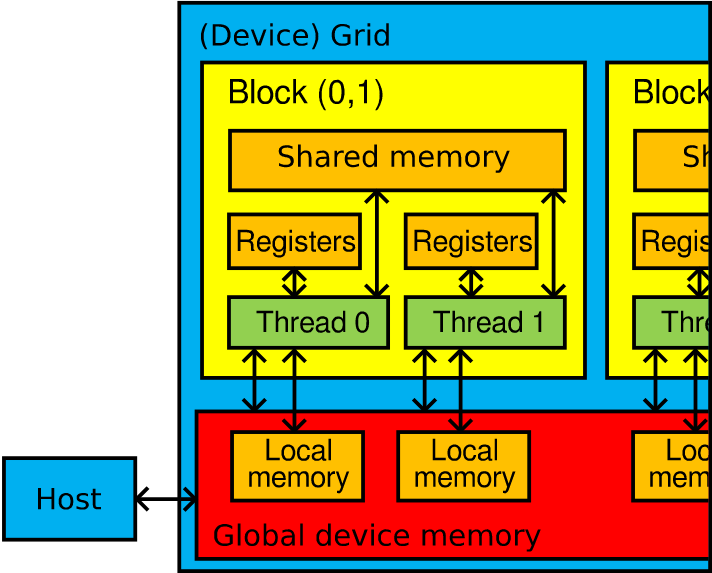 (Device) Grid
Block (0,1)
Block
Shared memory
Sh
Registers
Registers
Regis
Thread 0
Thread 1
Thre
Local
memory
Local
memory
Loc
mem
Host
Global device memory